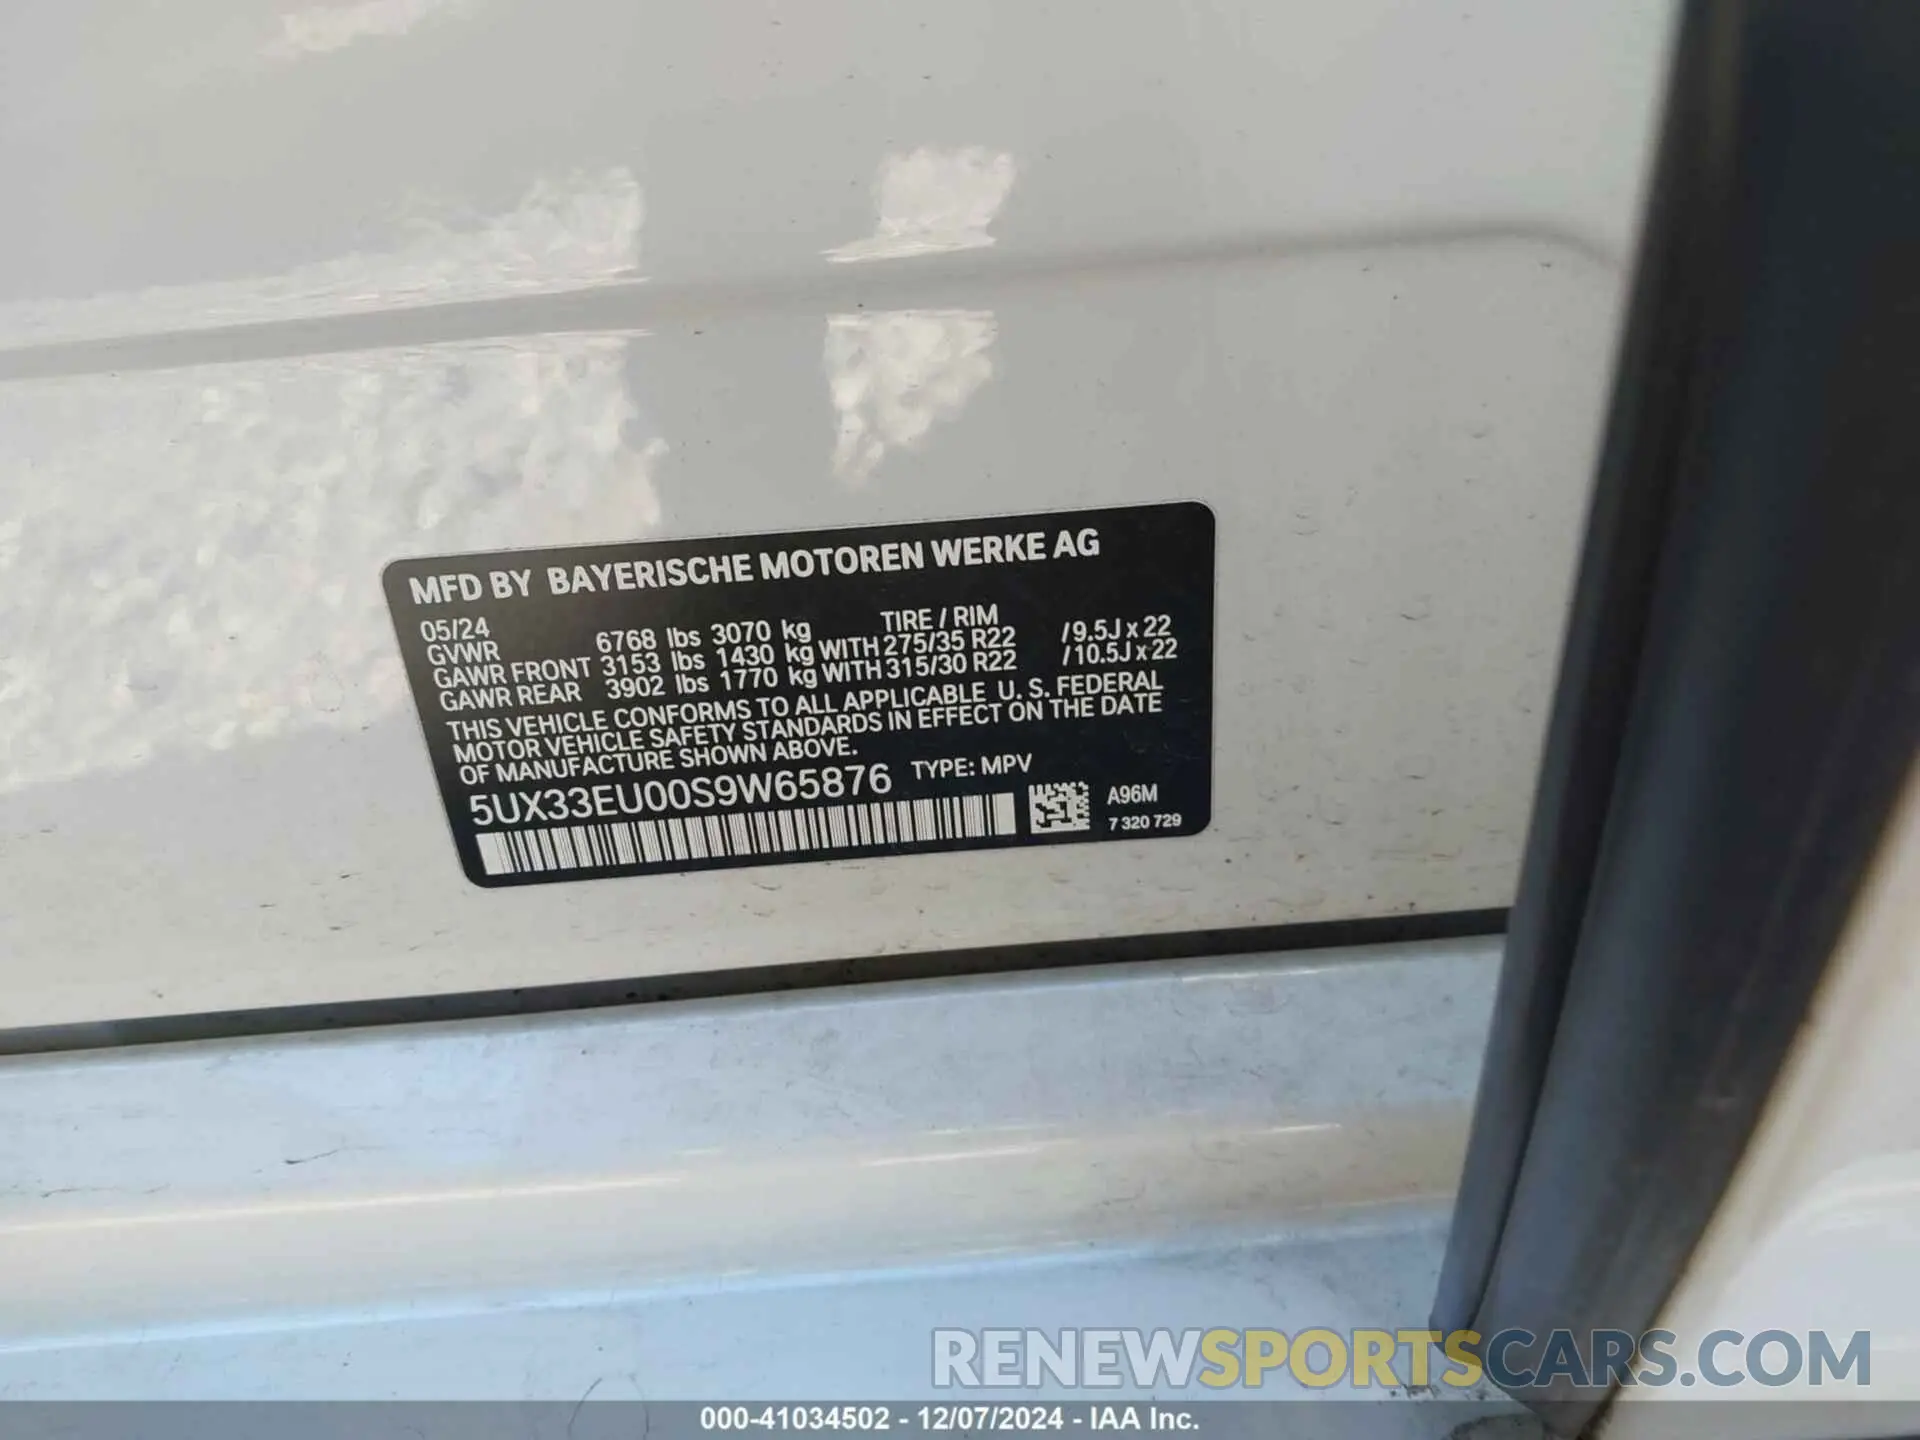 MFD BY BAYERISCHE MOTOREN WERKE AG
05/24 TIRE / RIM
GVWR 6768 lbs 3070 kg
GAWR FRONT 3153 lbs 1430 kg WITH 275/35 R22 /9.5J x 22
GAWR REAR 3902 lbs 1770 kg WITH 315/30 R22 /10.5J x 22
THIS VEHICLE CONFORMS TO ALL APPLICABLE U. S. FEDERAL
MOTOR VEHICLE SAFETY STANDARDS IN EFFECT ON THE DATE
OF MANUFACTURE SHOWN ABOVE.
5UX33EU00S9W65876 TYPE: MPV
A96M
7 320 729
RENEWSPORTSCARS.COM
000-41034502 - 12/07/2024 - IAA Inc.